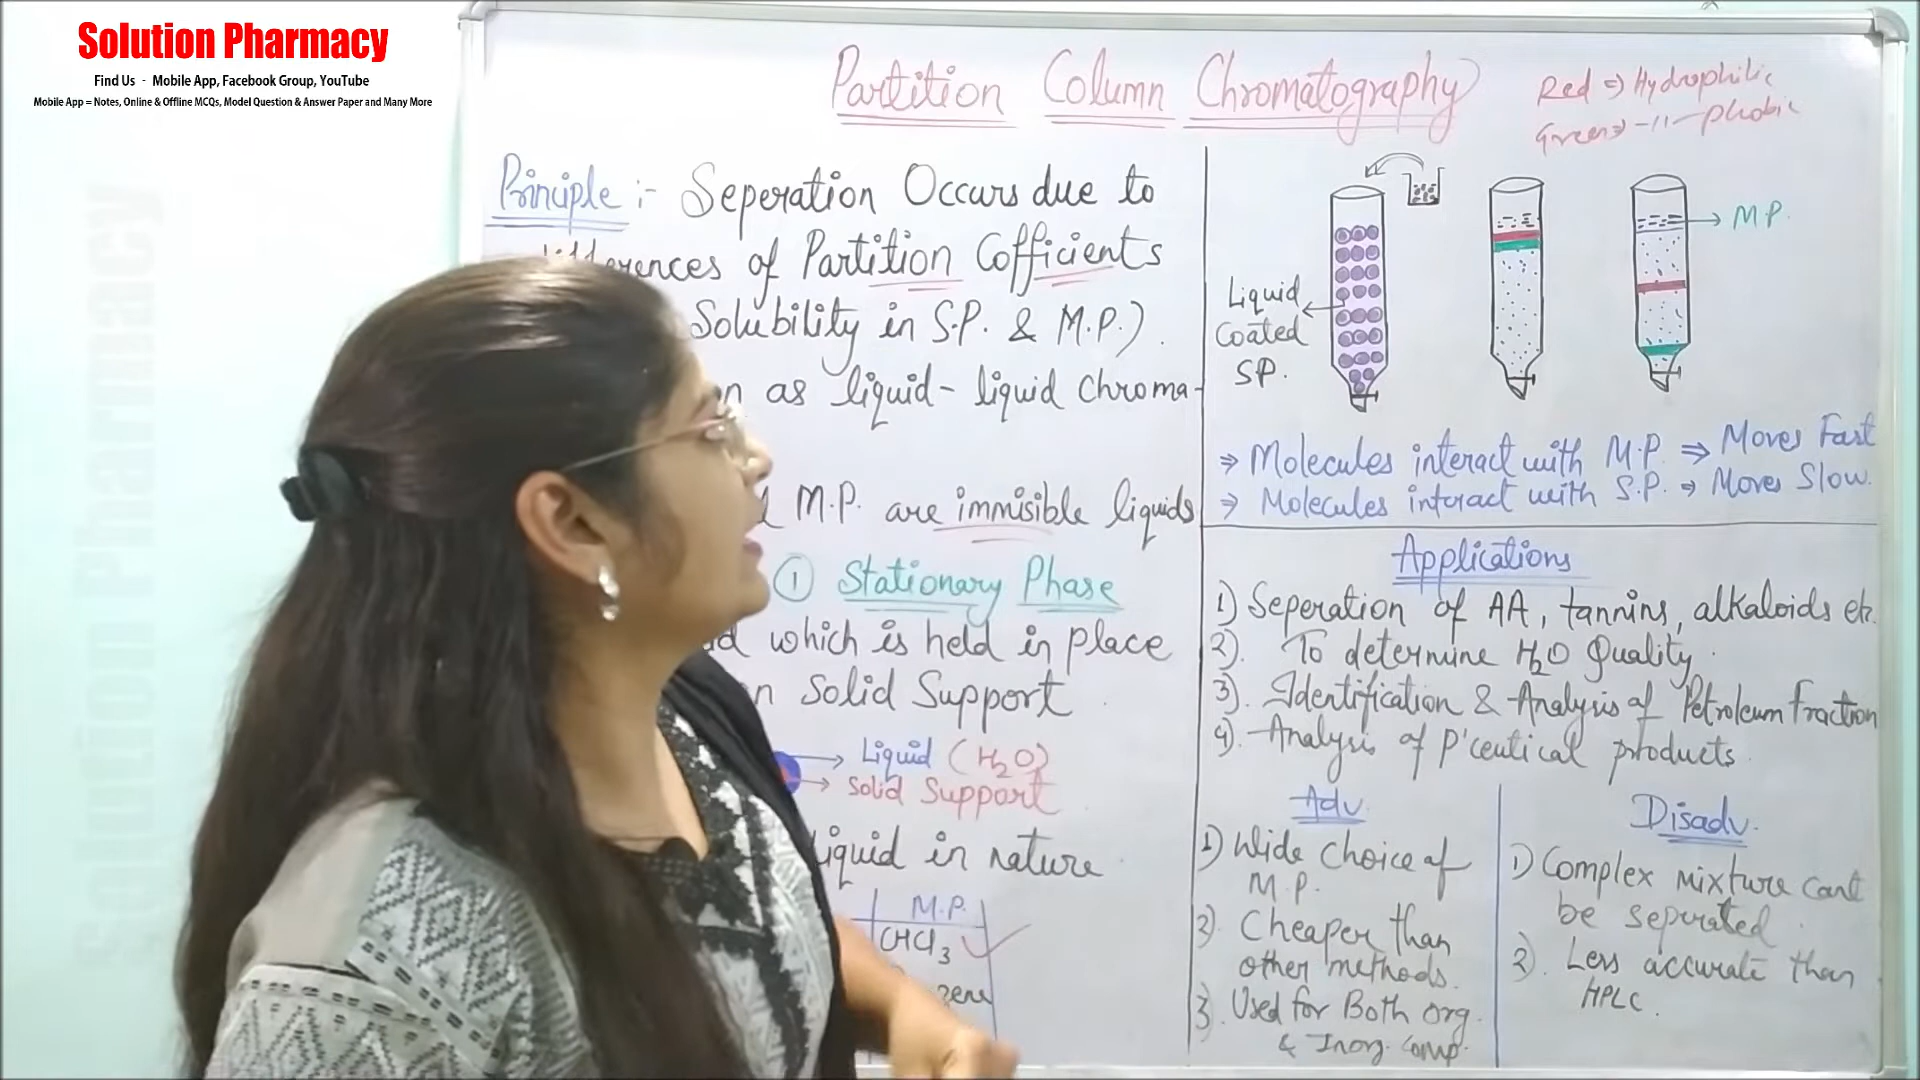 Solution Pharmacy
Find Us - Mobile App, Facebook Group, YouTube
Mobile App = Notes, Online & Offline MCQs, Model Question & Answer Paper and Many More
Solution Pharmacy
Partition Column Chromatography
Red ⇒ Hydrophilic
Green ⇒ -11- phobic
Principle :- Seperation Occurs due to
differences of Partition Cofficients
Solubility in S.P. & M.P.)
as liquid - liquid chroma-
M.P. are immisible liquids
① Stationary Phase
which is held in place
Solid Support
→ Liquid (H2O)
→ Solid Support
liquid in nature
M.P.
CHCl3
Liquid
Coated
SP.
M.P.
⇒ Molecules interact with M.P. ⇒ Moves Fast
⇒ Molecules interact with S.P. ⇒ Moves Slow.
Applications
1) Seperation of AA, tannins, alkaloids etc.
2). To determine H2O Quality.
3). Identification & Analysis of Petroleum fraction
4). Analysis of P'ceutical products
Adv.
1) Wide choice of
M.P.
2). Cheaper than
other methods.
3). Used for Both org.
& Inorg. comp.
Disadv.
1) Complex mixture cant
be seperated.
2). Less accurate than
HPLC.